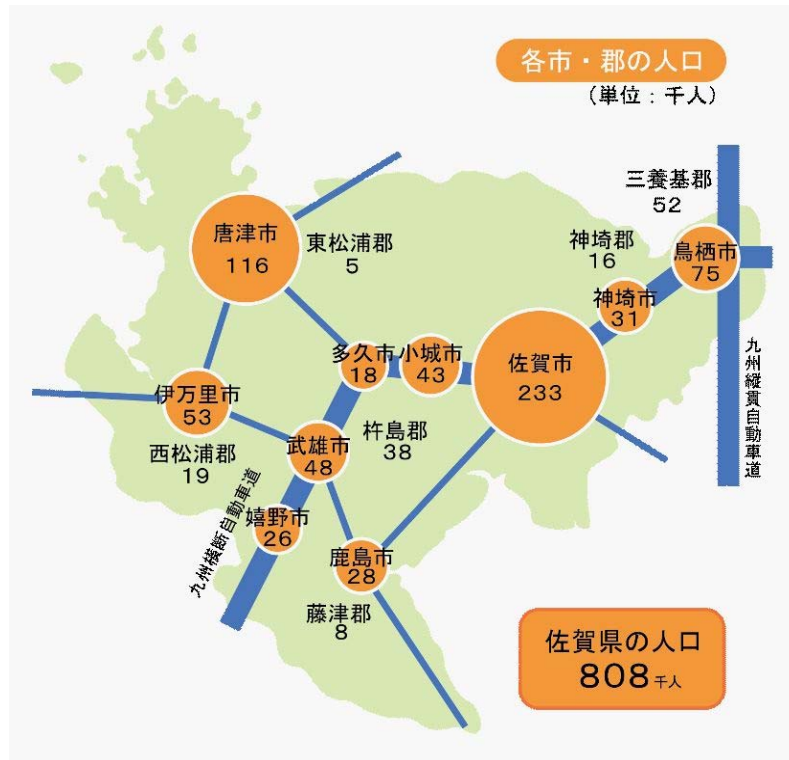 各市・郡の人口
(単位:千人)
三養基郡
52
唐津市
116
東松浦郡
5
神埼郡
16
鳥栖市
75
神埼市
31
多久市
18
小城市
43
佐賀市
233
九州縦貫自動車道
伊万里市
53
西松浦郡
19
武雄市
48
杵島郡
38
九州横断自動車道
嬉野市
26
鹿島市
28
藤津郡
8
佐賀県の人口
808千人